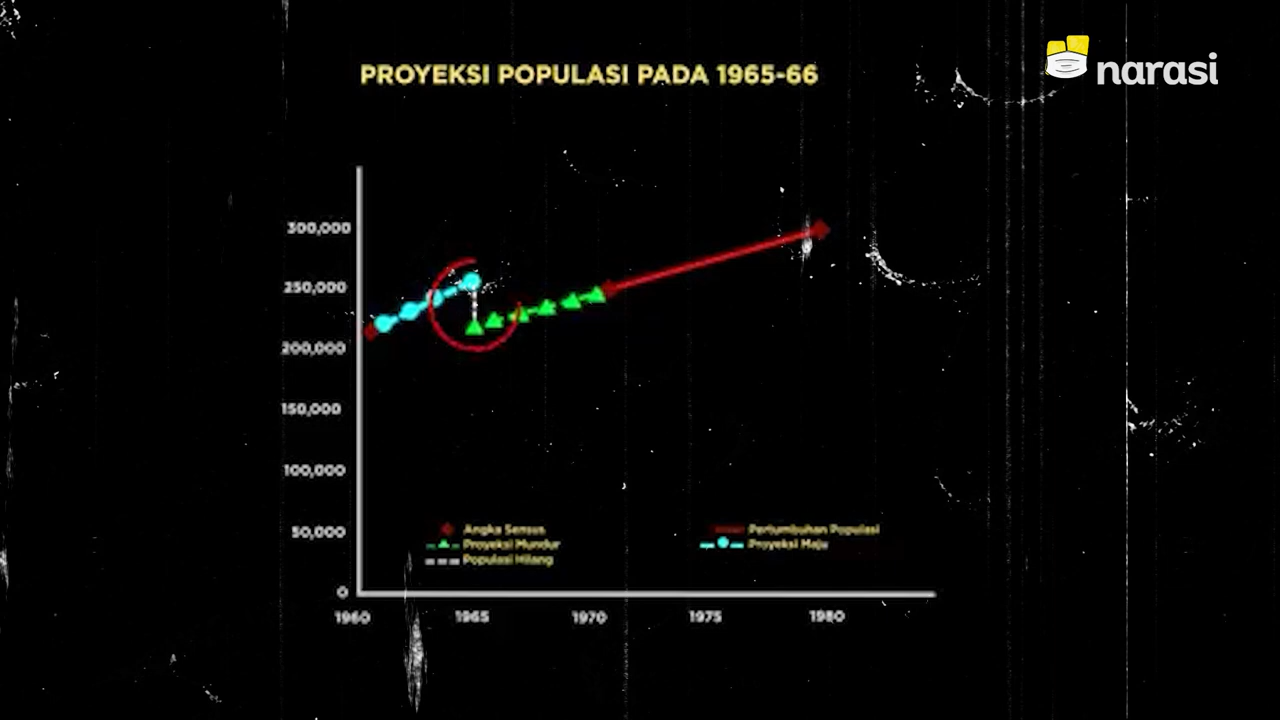 narasi
PROYEKSI POPULASI PADA 1965-66
300,000
250,000
200,000
150,000
100,000
50,000
0
1960 1965 1970 1975 1980
Angka Sensus
Proyeksi Mundur
Populasi Hilang
Pertumbuhan Populasi
Proyeksi Maju